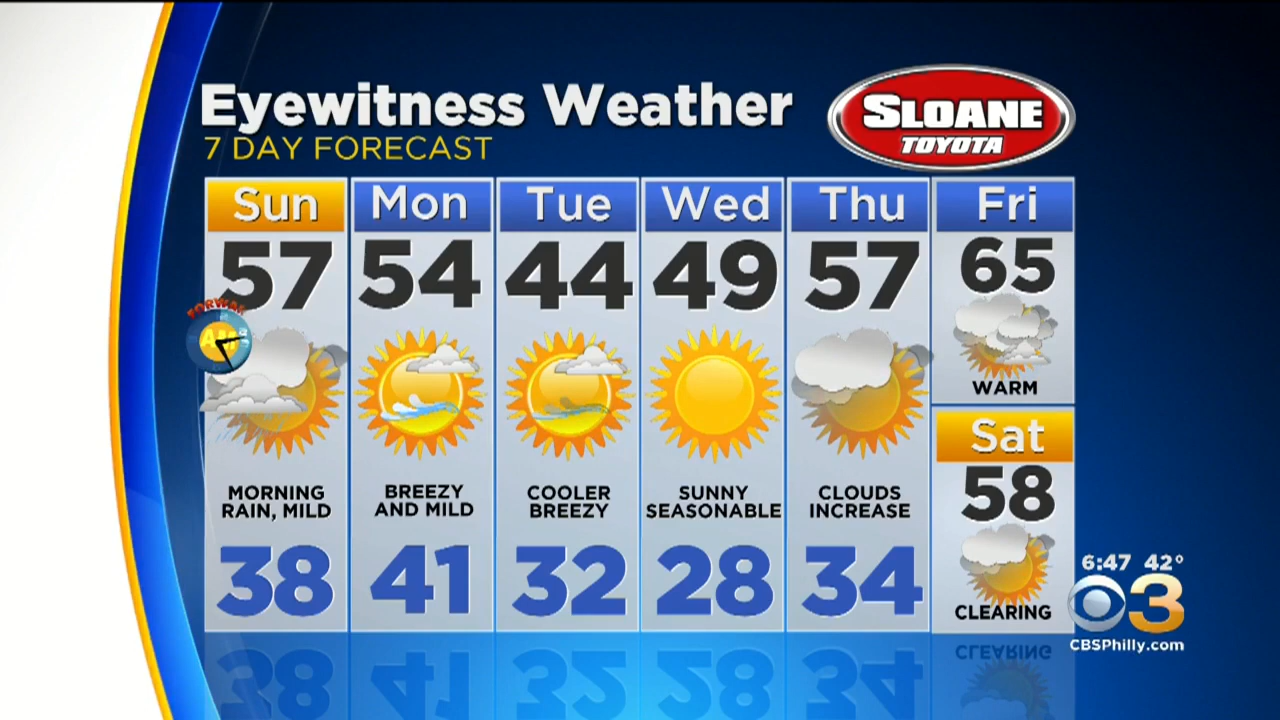 Eyewitness Weather
7 DAY FORECAST
SLOANE
TOYOTA
Sun
57
MORNING
RAIN, MILD
38
Mon
54
BREEZY
AND MILD
41
Tue
44
COOLER
BREEZY
32
Wed
49
SUNNY
SEASONABLE
28
Thu
57
CLOUDS
INCREASE
34
Fri
65
WARM
Sat
58
CLEARING
6:47 42°
3
CBSPhilly.com